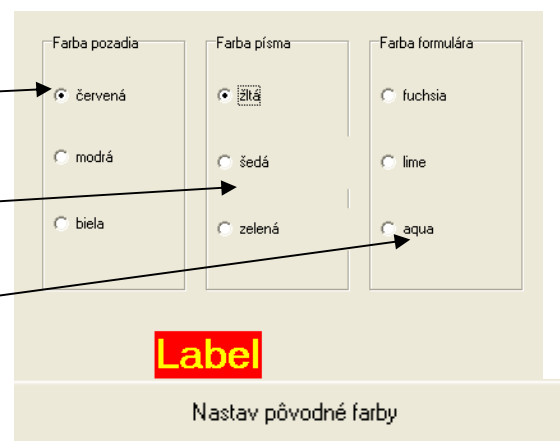 Farba pozadia
červená
modrá
biela
Farba písma
žltá
šedá
zelená
Farba formulára
fuchsia
lime
aqua
Label
Nastav pôvodné farby